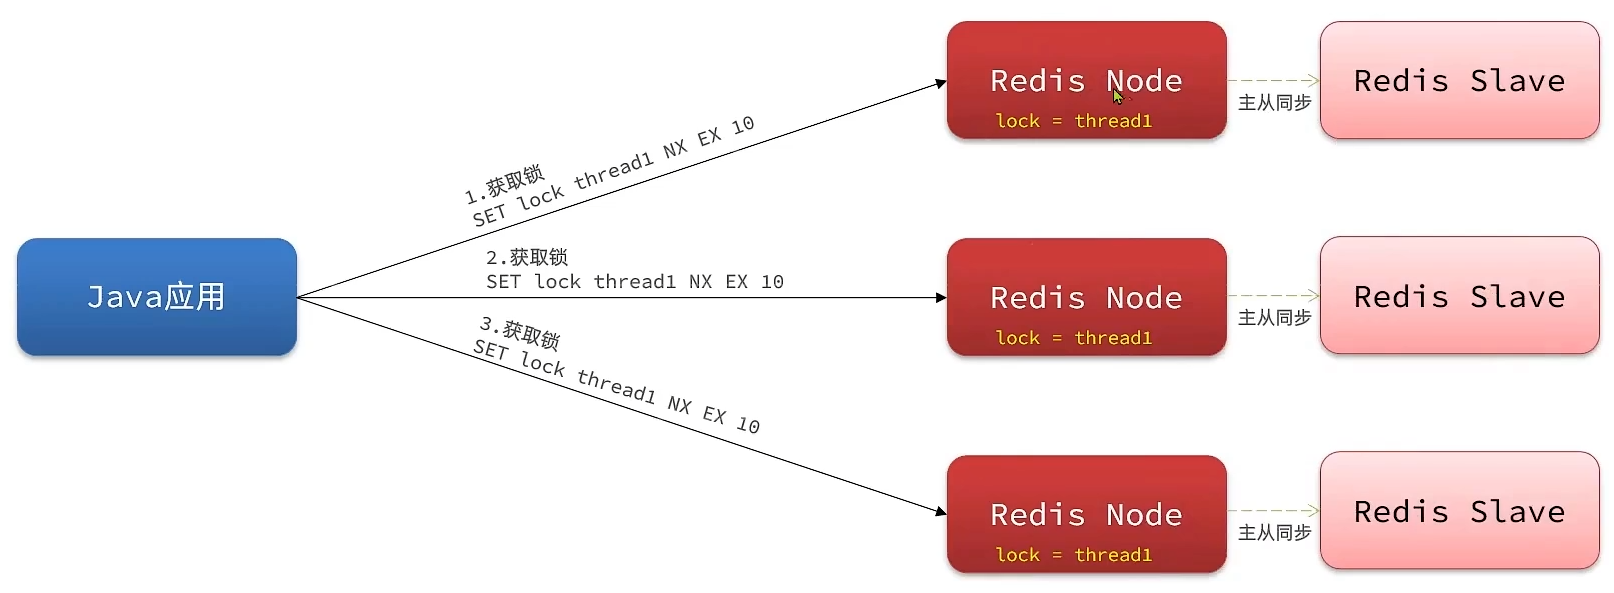 Redis Node
lock = thread1
主从同步
Redis Slave
1.获取锁
SET lock thread1 NX EX 10
Java应用
2.获取锁
SET lock thread1 NX EX 10
Redis Node
lock = thread1
主从同步
Redis Slave
3.获取锁
SET lock thread1 NX EX 10
Redis Node
lock = thread1
主从同步
Redis Slave